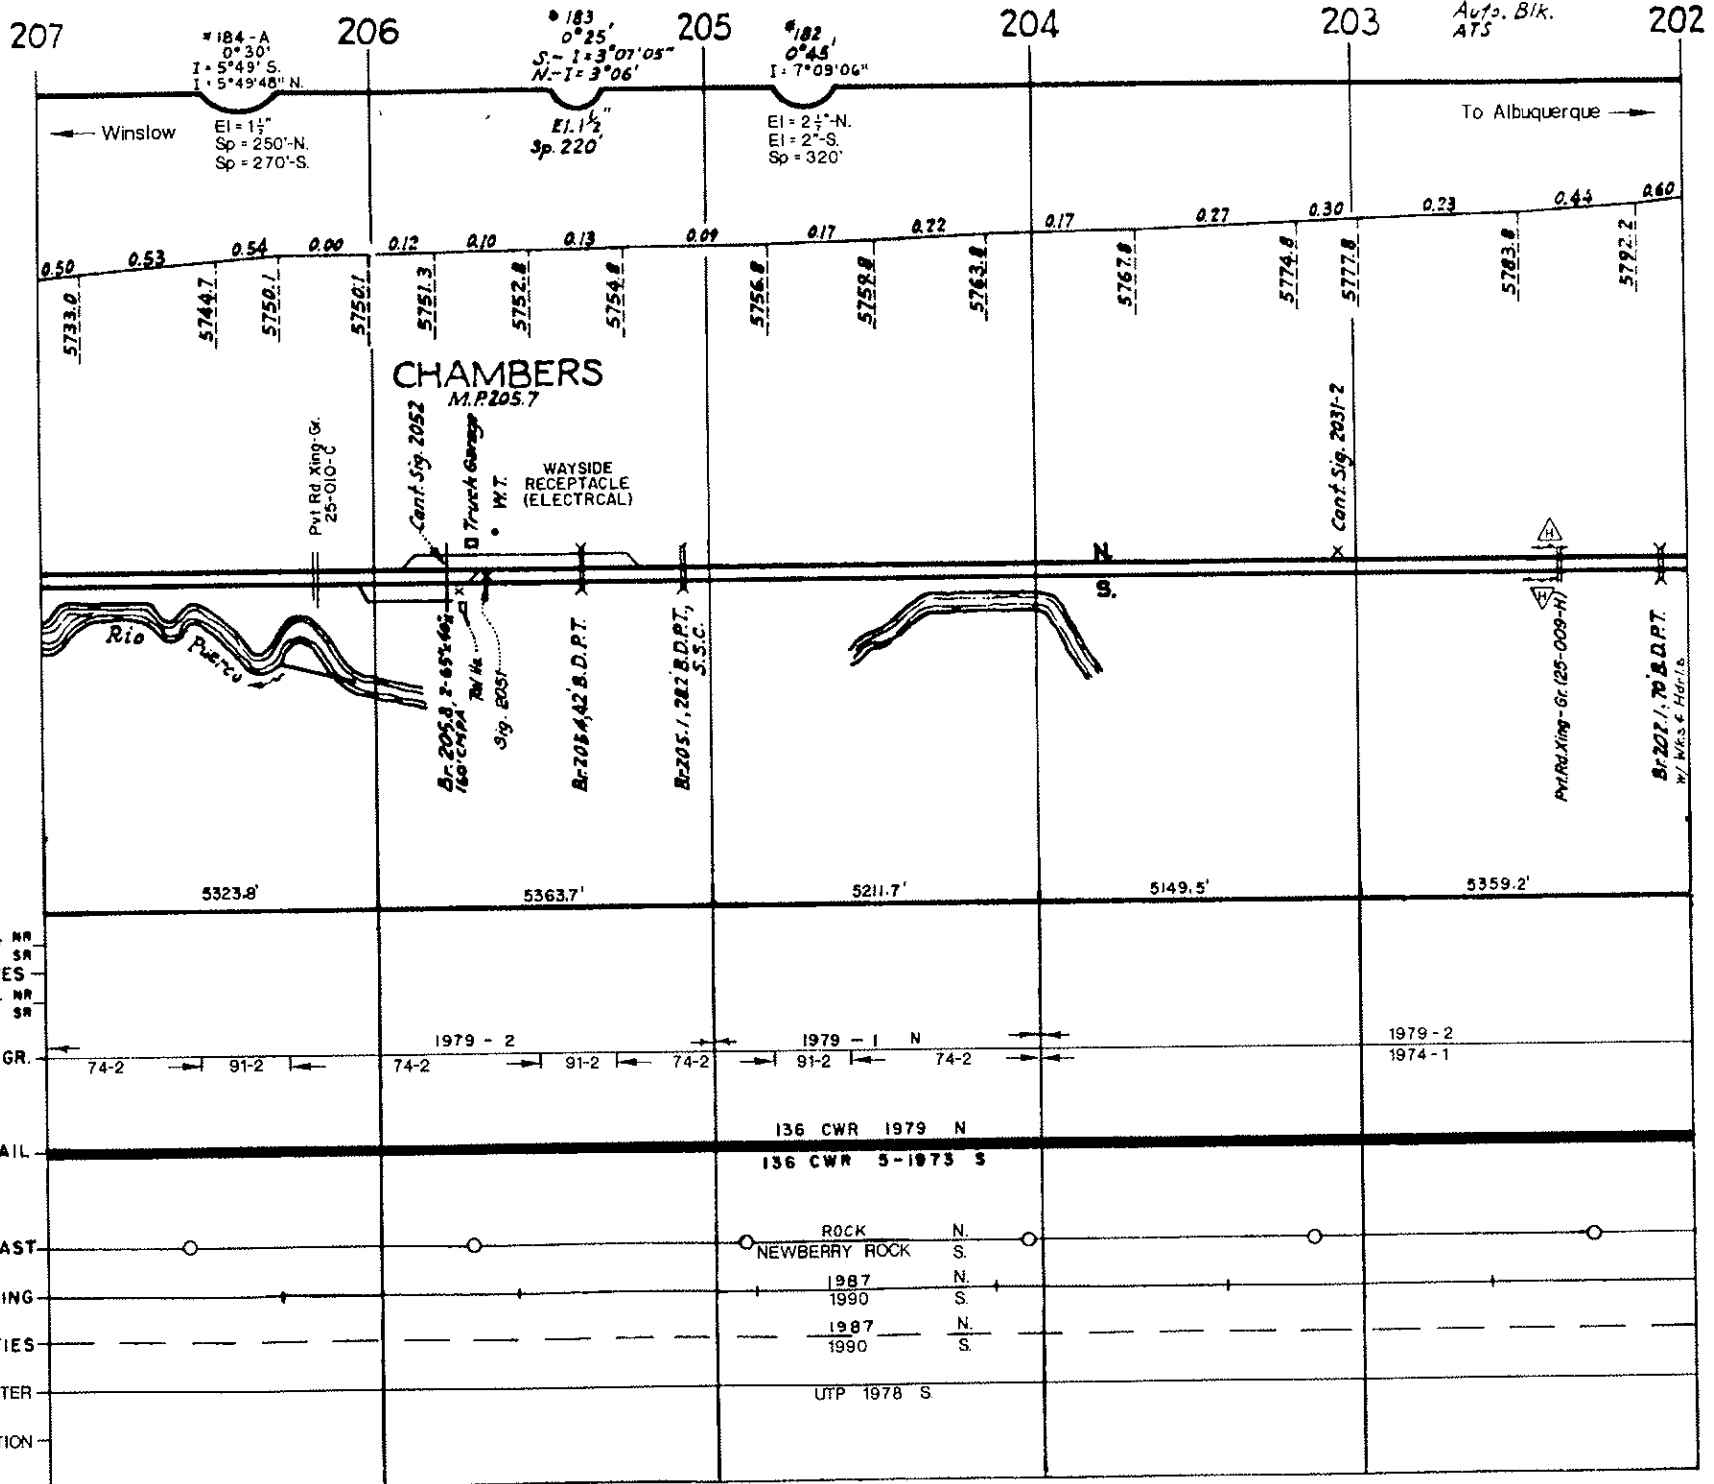 207
206
205
204
203
202
Auto. Blk.
ATS
#184-A
0°30'
I = 5°49' S.
I = 5°49'48" N.
#183
0°25'
S.- I = 3°07'05"
N.- I = 3°06'
#182
0°45'
I = 7°09'06"
← Winslow
El = 1½"
Sp = 250'-N.
Sp = 270'-S.
El. 1½"
Sp. 220'
El = 2½"-N.
El = 2"-S.
Sp = 320'
To Albuquerque →
0.50 0.53 0.54 0.00 0.12 0.10 0.13 0.09 0.17 0.22 0.17 0.27 0.30 0.23 0.44 0.60
5733.0 5744.7 5750.1 5750.1 5751.3 5752.8 5754.8 5756.8 5759.8 5763.8 5767.8 5774.8 5777.8 5783.8 5792.2
CHAMBERS
M.P. 205.7
Pvt Rd. Xing-Gr.
25-010-C
Cant. Sig. 2052
Truck Garage
W.T.
WAYSIDE
RECEPTACLE
(ELECTRCAL)
Cant. Sig. 2031-2
H
N.
S.
H
Rio Puerco
Br. 205.8, 2-65"x40"
160' CMPA
Tel Ho.
Sig. 2051
Br. 205.4, 42' B.D.P.T.
Br. 205.1, 282' B.D.P.T.,
S.S.C.
Pvt. Rd. Xing-Gr. (25-009-H)
Br. 202.1, 70' B.D.P.T.
w/ Wks & Hdrls.
5323.8' 5363.7' 5211.7' 5149.5' 5359.2'
NR
SR
ES
NR
SR
1979 - 2 1979 - 1 N 1979-2
GR.
74-2 91-2 74-2 91-2 74-2 91-2 74-2 1974-1
136 CWR 1979 N
AIL
136 CWR 5-1973 S
ROCK N.
AST
NEWBERRY ROCK S.
1987 N.
ING
1990 S.
1987 N.
TIES
1990 S.
TER
UTP 1978 S
TION